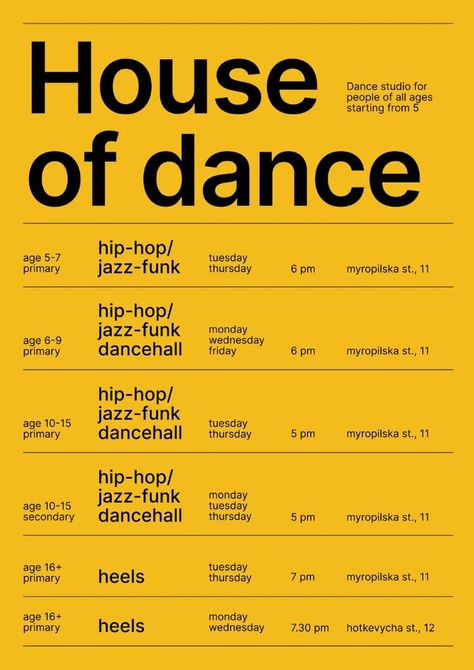 House
of dance
Dance studio for
people of all ages
starting from 5
age 5-7
primary
hip-hop/
jazz-funk
tuesday
thursday
6 pm
myropilska st., 11
age 6-9
primary
hip-hop/
jazz-funk
dancehall
monday
wednesday
friday
6 pm
myropilska st., 11
age 10-15
primary
hip-hop/
jazz-funk
dancehall
tuesday
thursday
5 pm
myropilska st., 11
age 10-15
secondary
hip-hop/
jazz-funk
dancehall
monday
tuesday
thursday
5 pm
myropilska st., 11
age 16+
primary
heels
tuesday
thursday
7 pm
myropilska st., 11
age 16+
primary
heels
monday
wednesday
7.30 pm
hotkevycha st., 12